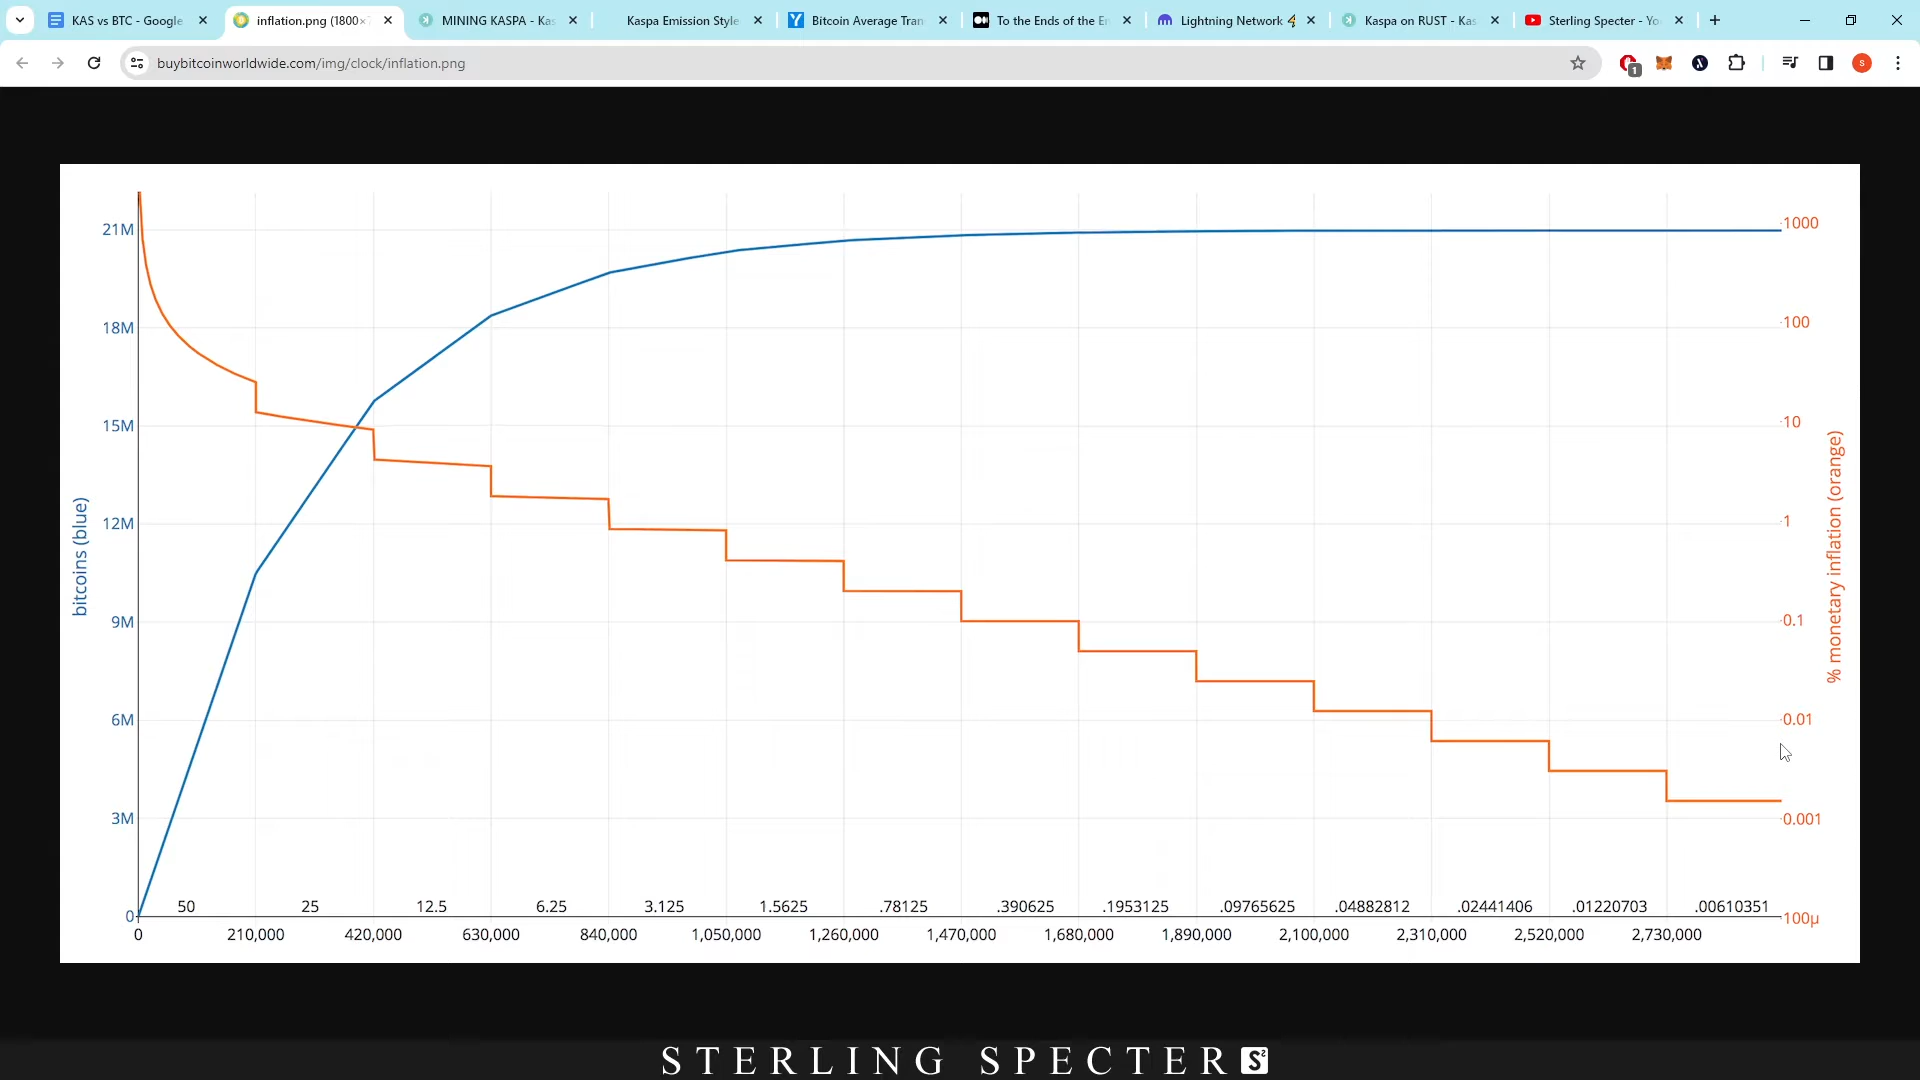 KAS vs BTC - Google
inflation.png (1800×
MINING KASPA - Kas
Kaspa Emission Style
Bitcoin Average Tran
To the Ends of the E
Lightning Network
Kaspa on RUST - Kas
Sterling Specter - Yo
buybitcoinworldwide.com/img/clock/inflation.png
1
S
21M
18M
15M
12M
9M
6M
3M
0
bitcoins (blue)
1000
100
10
1
0.1
0.01
0.001
100µ
% monetary inflation (orange)
50 25 12.5 6.25 3.125 1.5625 .78125 .390625 .1953125 .09765625 .04882812 .02441406 .01220703 .00610351
0 210,000 420,000 630,000 840,000 1,050,000 1,260,000 1,470,000 1,680,000 1,890,000 2,100,000 2,310,000 2,520,000 2,730,000
STERLING SPECTER S²